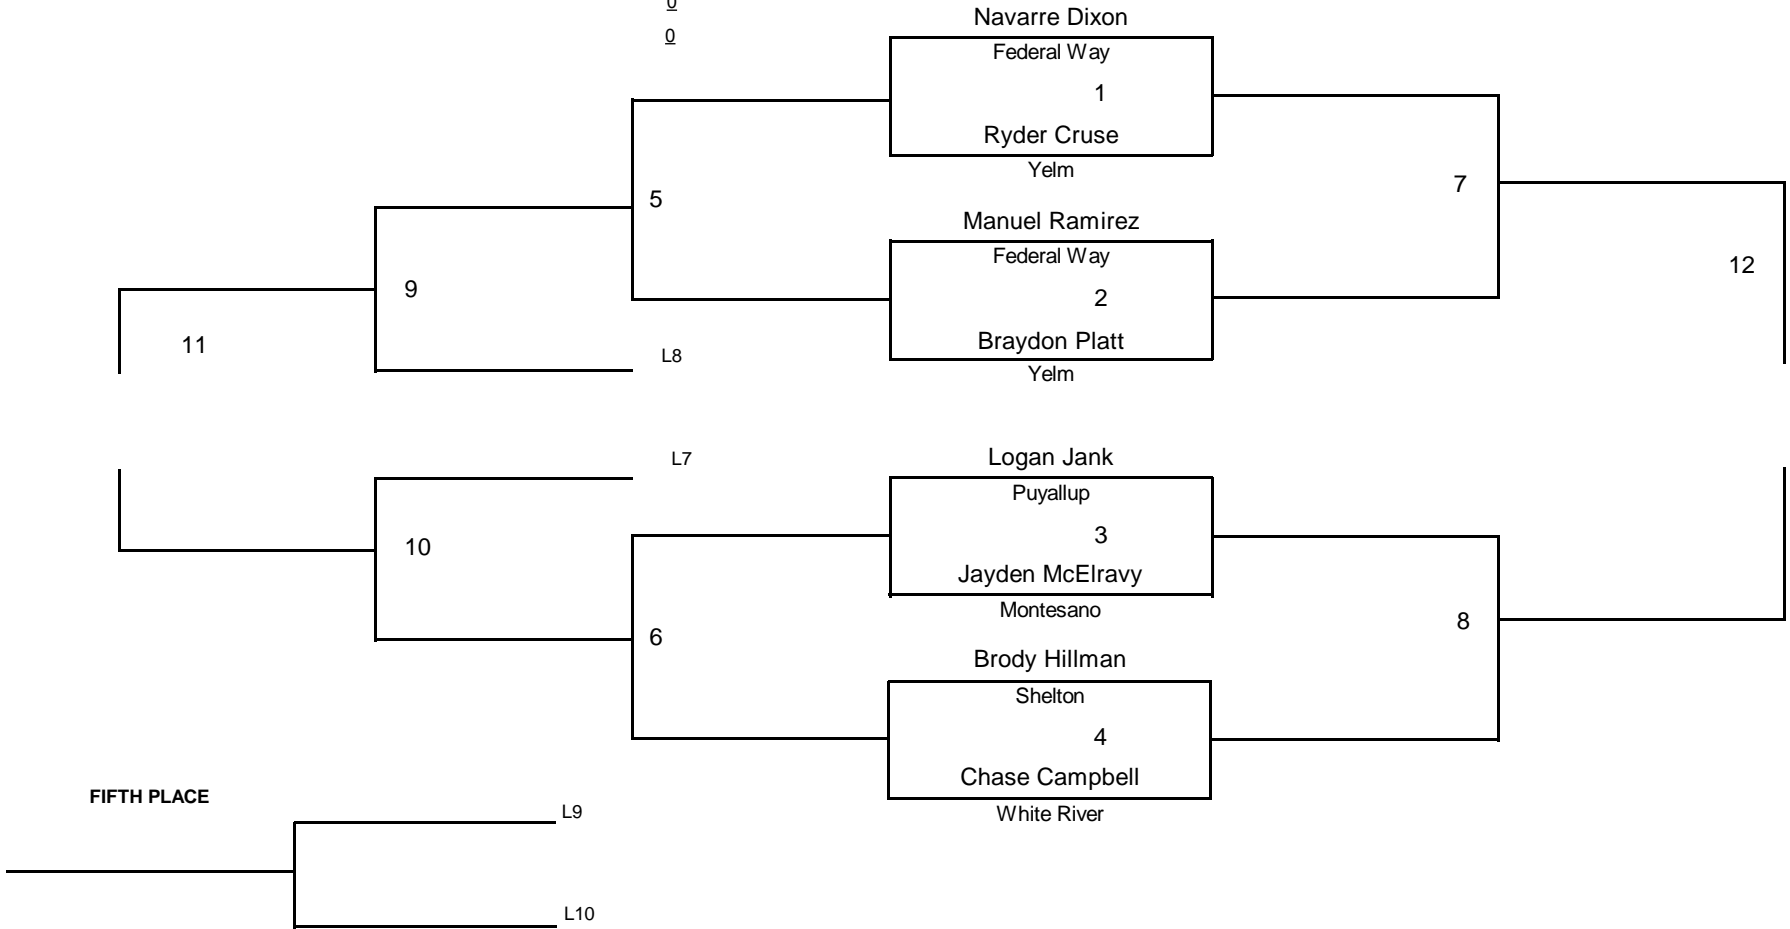 0
0
Navarre Dixon
Federal Way
1
Ryder Cruse
Yelm
5
7
Manuel Ramirez
Federal Way
9
2
12
11
Braydon Platt
L8
Yelm
L7
Logan Jank
Puyallup
10
3
Jayden McElravy
Montesano
6
8
Brody Hillman
Shelton
4
Chase Campbell
FIFTH PLACE
L9
White River
L10